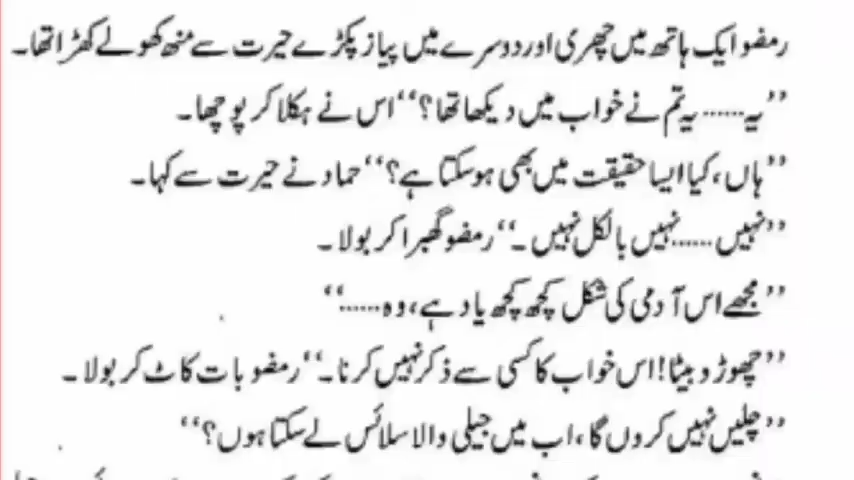 رمضو ایک ہاتھ میں چھری اور دوسرے میں پیاز پکڑے حیرت سے منھ کھولے کھڑا تھا۔
’’یہ...... یہ تم نے خواب میں دیکھا تھا؟‘‘ اس نے ہکلا کر پوچھا۔
’’ہاں، کیا ایسا حقیقت میں بھی ہو سکتا ہے؟‘‘ حماد نے حیرت سے کہا۔
’’نہیں...... نہیں بالکل نہیں۔‘‘ رمضو گھبرا کر بولا۔
’’مجھے اس آدمی کی شکل کچھ کچھ یاد ہے، وہ......‘‘
’’چھوڑو بیٹا! اس خواب کا کسی سے ذکر نہیں کرنا۔‘‘ رمضو بات کاٹ کر بولا۔
’’چلیں نہیں کروں گا، اب میں جیلی والا سلائس لے سکتا ہوں؟‘‘